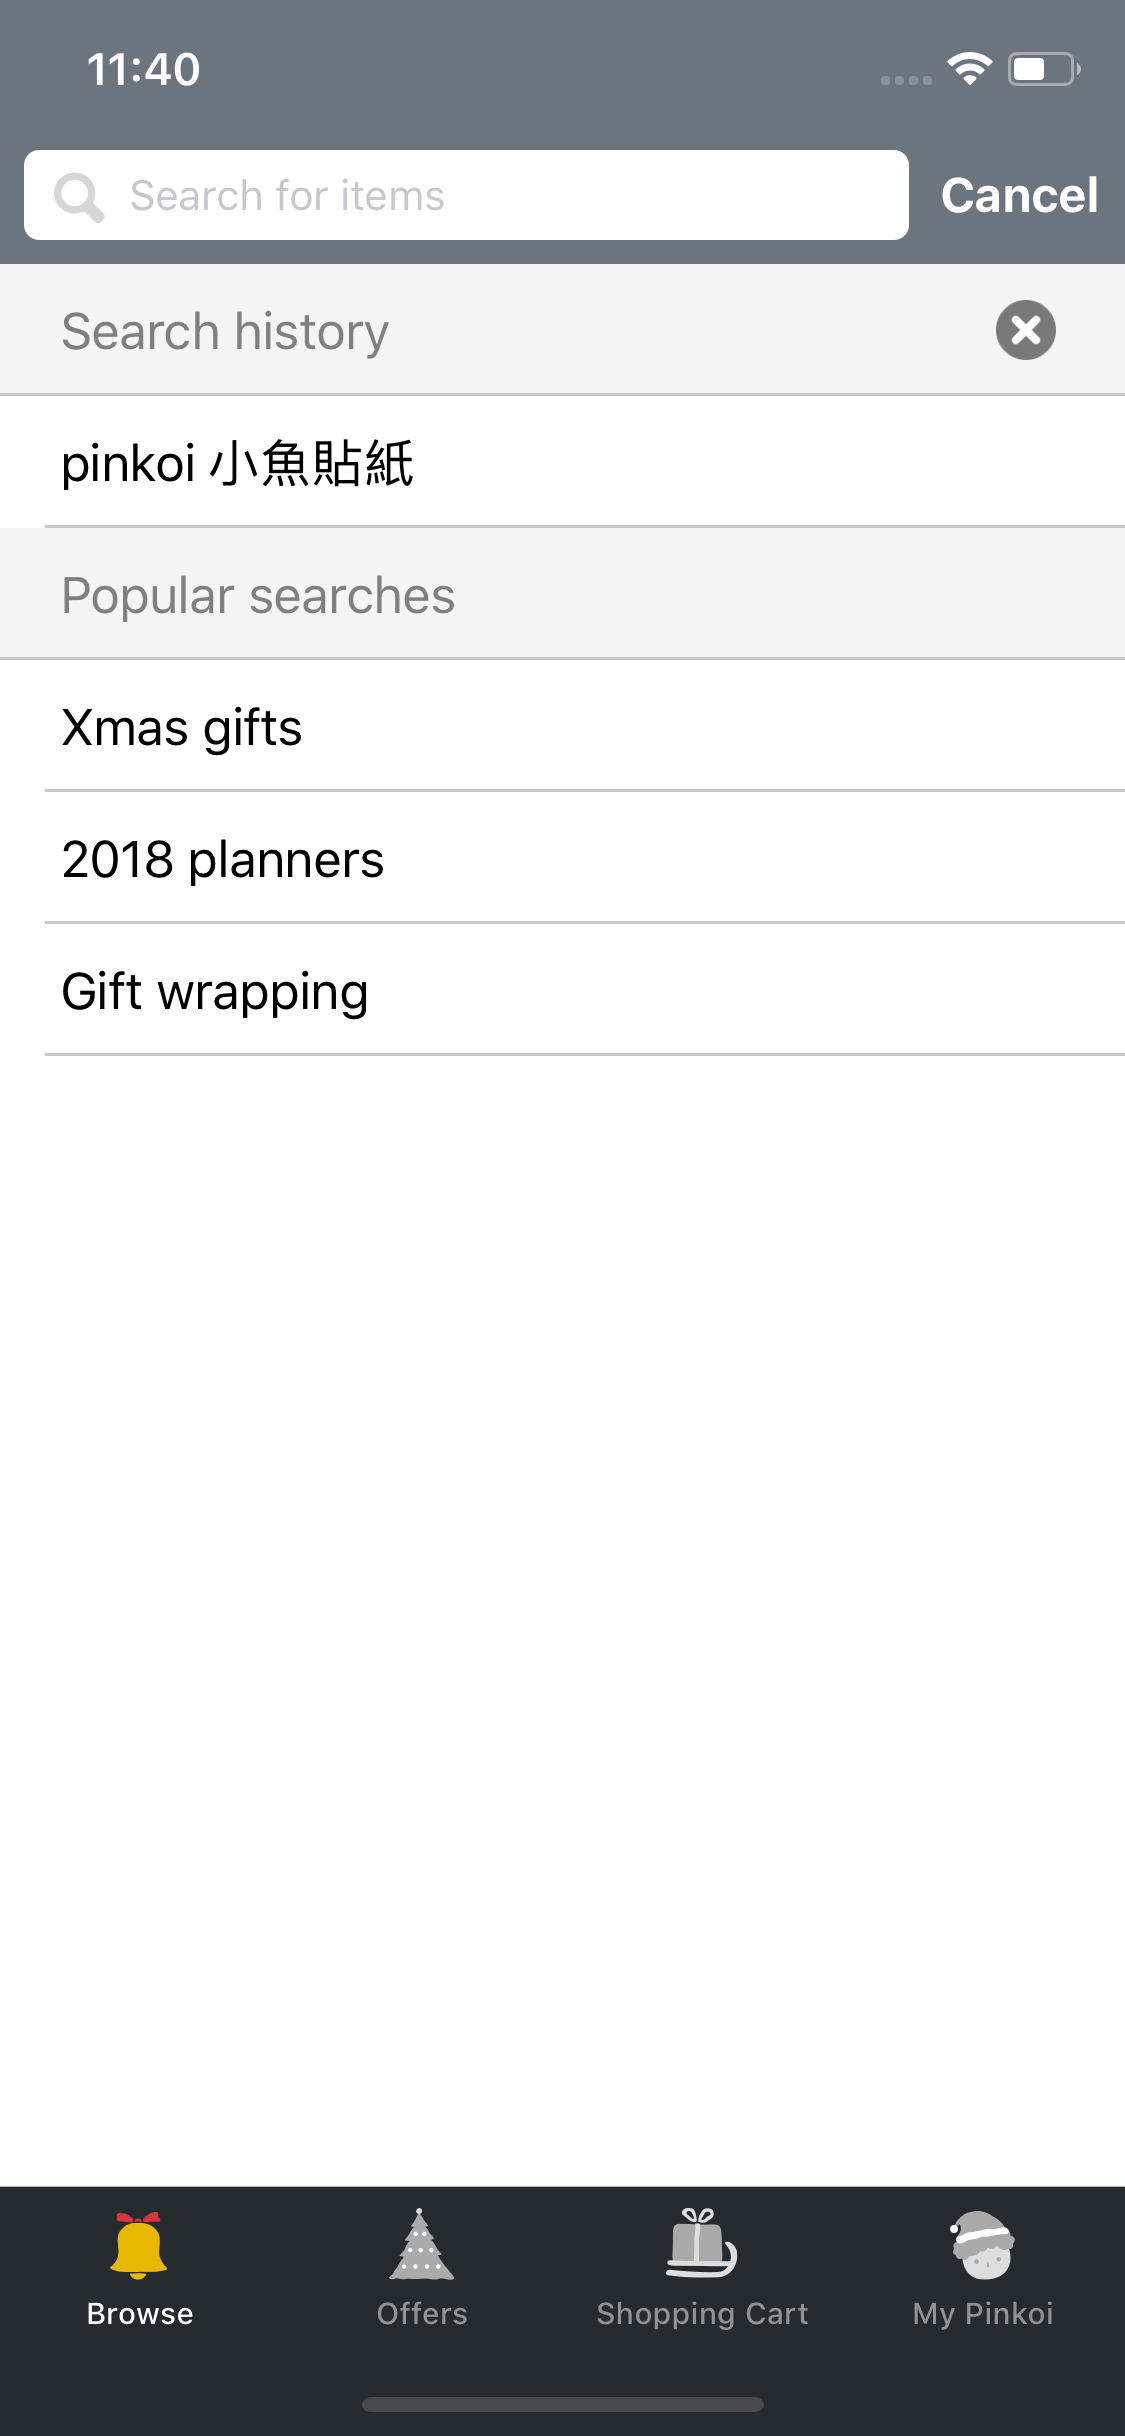 11:40
Search for items
Cancel
Search history
pinkoi 小魚貼紙
Popular searches
Xmas gifts
2018 planners
Gift wrapping
Browse
Offers
Shopping Cart
My Pinkoi